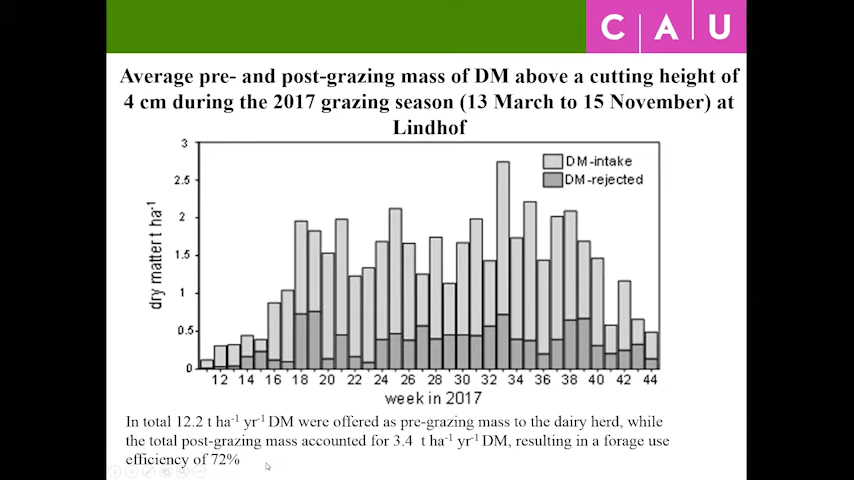 CAU
Average pre- and post-grazing mass of DM above a cutting height of
4 cm during the 2017 grazing season (13 March to 15 November) at
Lindhof
3
2.5
2
1.5
1
0.5
0
dry matter t ha⁻¹
DM-intake
DM-rejected
12 14 16 18 20 22 24 26 28 30 32 34 36 38 40 42 44
week in 2017
In total 12.2 t ha⁻¹ yr⁻¹ DM were offered as pre-grazing mass to the dairy herd, while
the total post-grazing mass accounted for 3.4 t ha⁻¹ yr⁻¹ DM, resulting in a forage use
efficiency of 72%